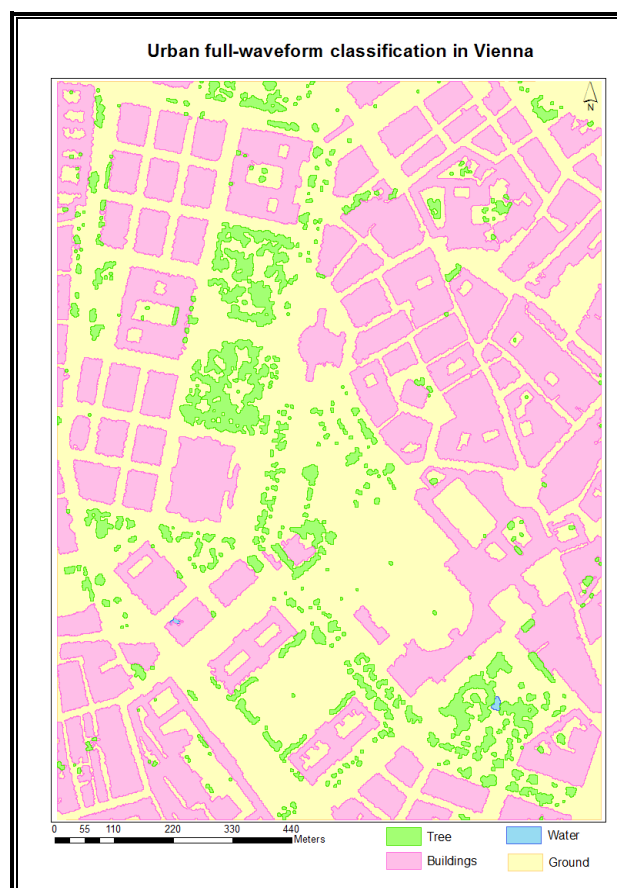 Urban full-waveform classification in Vienna
N
0 55 110 220 330 440
Meters
Tree
Water
Buildings
Ground